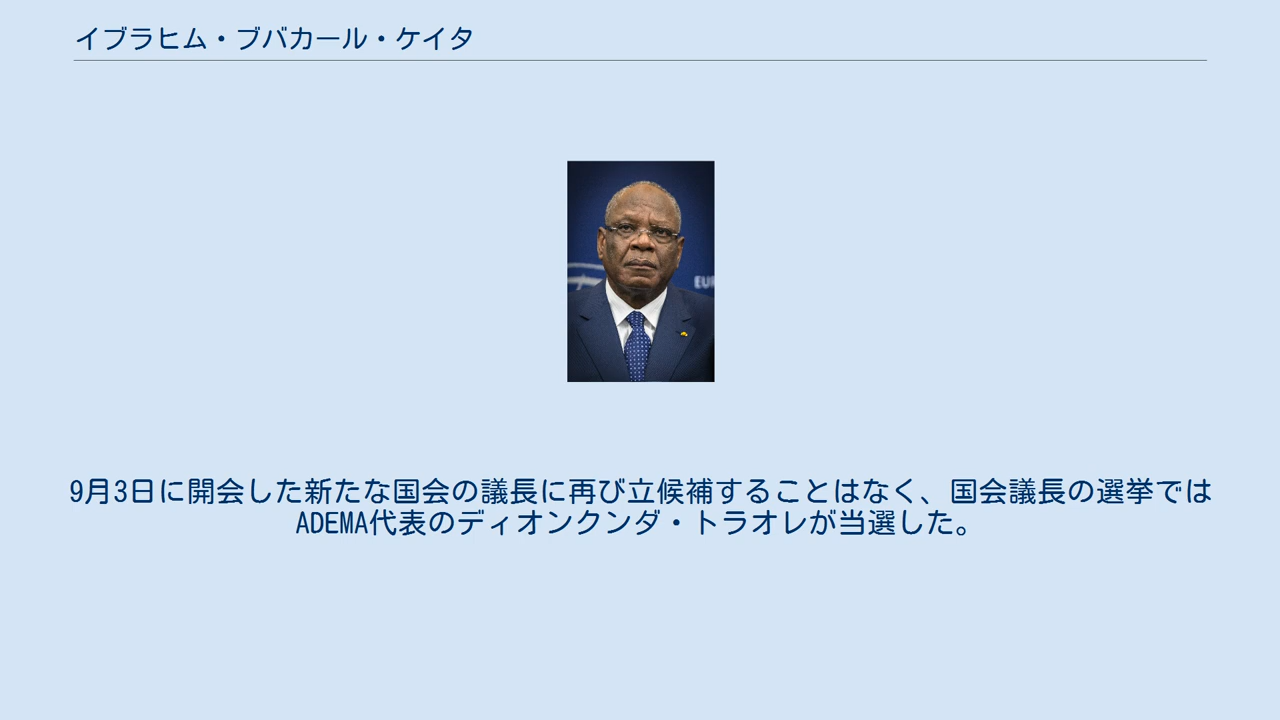 イブラヒム・ブバカール・ケイタ
EUR
9月3日に開会した新たな国会の議長に再び立候補することはなく、国会議長の選挙では
ADEMA代表のディオンクンダ・トラオレが当選した。